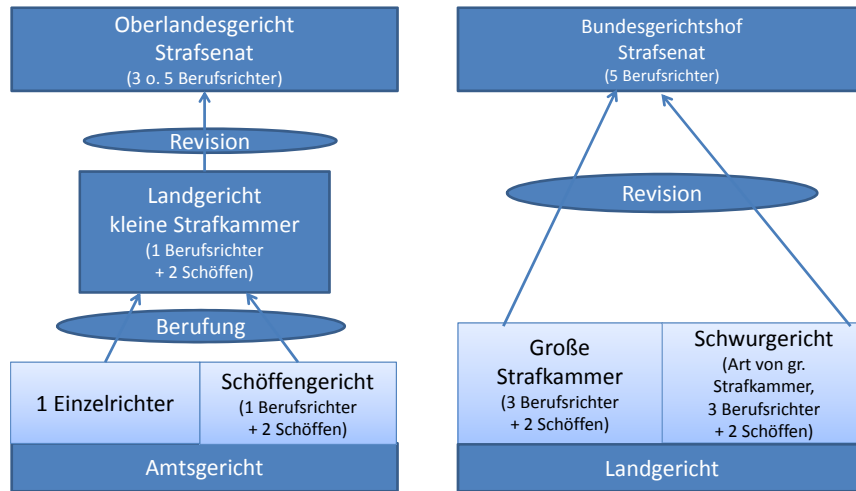 Oberlandesgericht
Strafsenat
(3 o. 5 Berufsrichter)
Revision
Landgericht
kleine Strafkammer
(1 Berufsrichter
+ 2 Schöffen)
Berufung
1 Einzelrichter
Schöffengericht
(1 Berufsrichter
+ 2 Schöffen)
Amtsgericht
Bundesgerichtshof
Strafsenat
(5 Berufsrichter)
Revision
Große
Strafkammer
(3 Berufsrichter
+ 2 Schöffen)
Schwurgericht
(Art von gr.
Strafkammer,
3 Berufsrichter
+ 2 Schöffen)
Landgericht